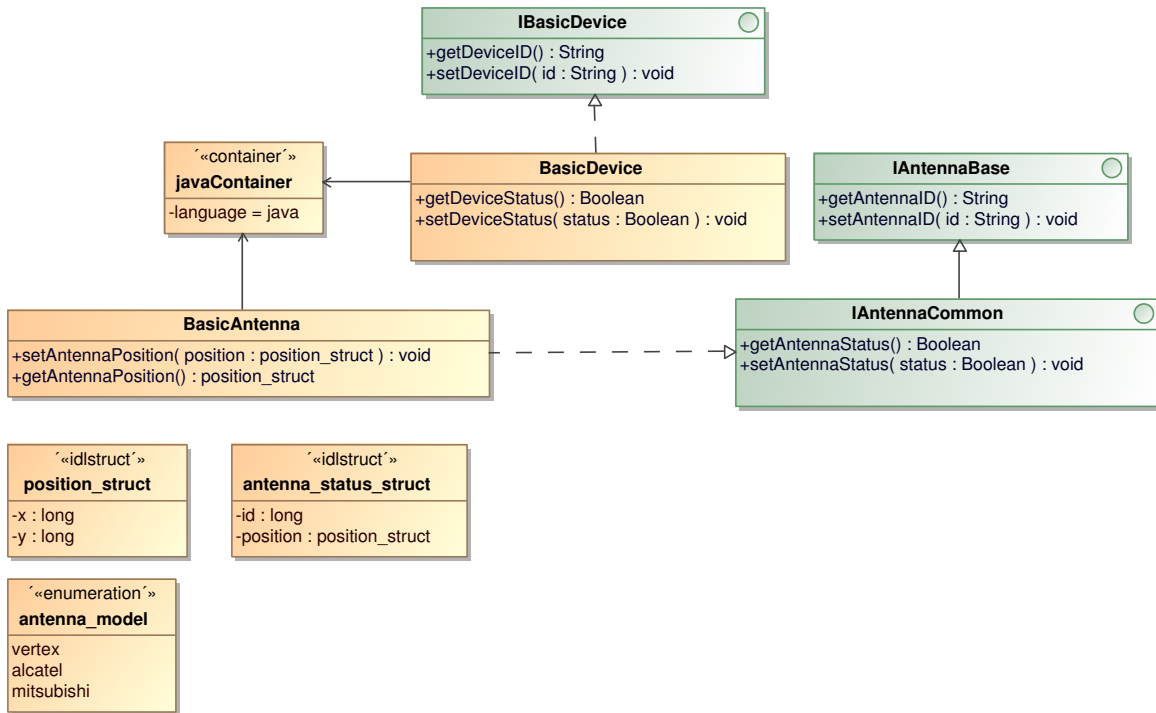 IBasicDevice
+getDeviceID() : String
+setDeviceID( id : String ) : void
´«container´»
javaContainer
-language = java
BasicDevice
+getDeviceStatus() : Boolean
+setDeviceStatus( status : Boolean ) : void
IAntennaBase
+getAntennaID() : String
+setAntennaID( id : String ) : void
BasicAntenna
+setAntennaPosition( position : position_struct ) : void
+getAntennaPosition() : position_struct
IAntennaCommon
+getAntennaStatus() : Boolean
+setAntennaStatus( status : Boolean ) : void
´«idlstruct´»
position_struct
-x : long
-y : long
´«idlstruct´»
antenna_status_struct
-id : long
-position : position_struct
´«enumeration´»
antenna_model
vertex
alcatel
mitsubishi